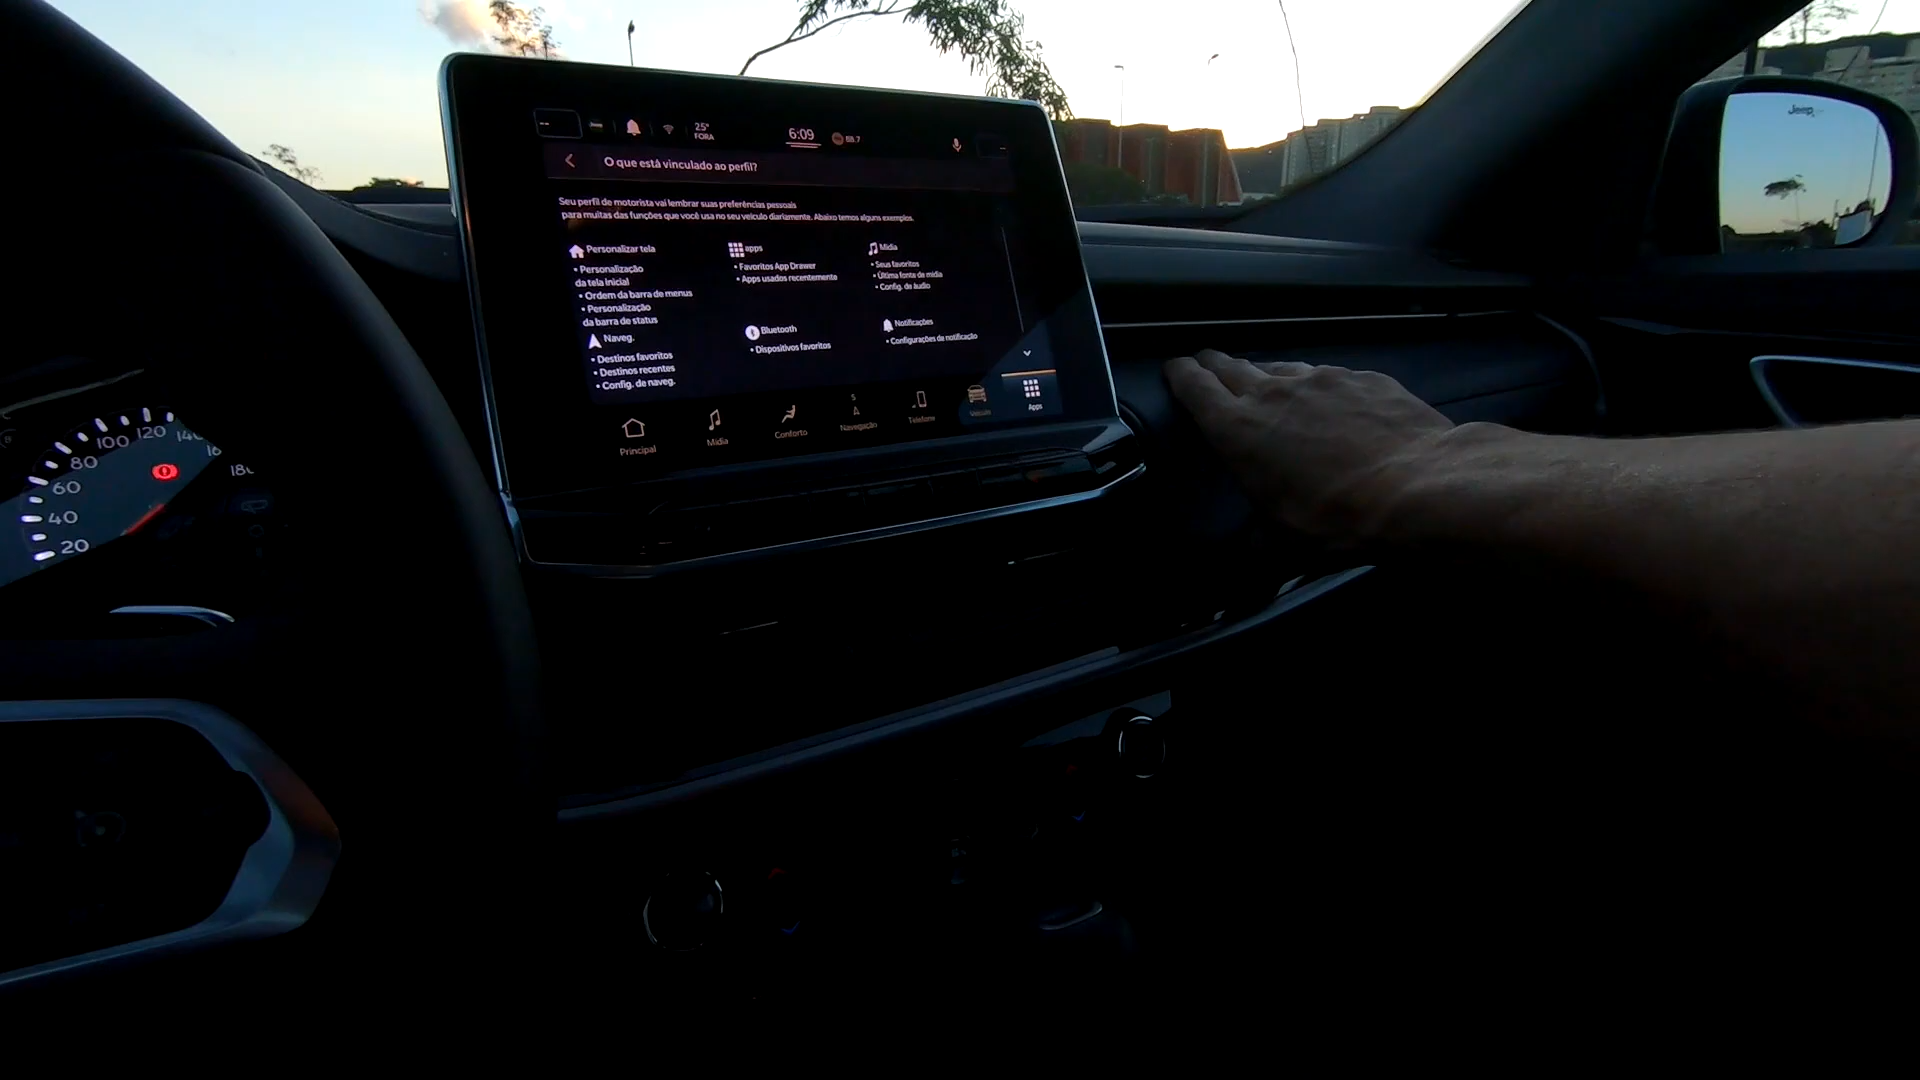 Jeep
25°
FORA
6:09
88.7
O que está vinculado ao perfil?
Seu perfil de motorista vai lembrar suas preferências pessoais
para muitas das funções que você usa no seu veículo diariamente. Abaixo temos alguns exemplos.
Personalizar tela
• Personalização
da tela inicial
• Ordem da barra de menus
• Personalização
da barra de status
apps
• Favoritos App Drawer
• Apps usados recentemente
Mídia
• Seus favoritos
• Última fonte de mídia
• Config. de áudio
Naveg.
• Destinos favoritos
• Destinos recentes
• Config. de naveg.
Bluetooth
• Dispositivos favoritos
Notificações
• Configurações de notificação
Principal
Mídia
Conforto
S
Navegação
Telefone
Veículo
Apps
20
40
60
80
100
120
140
180